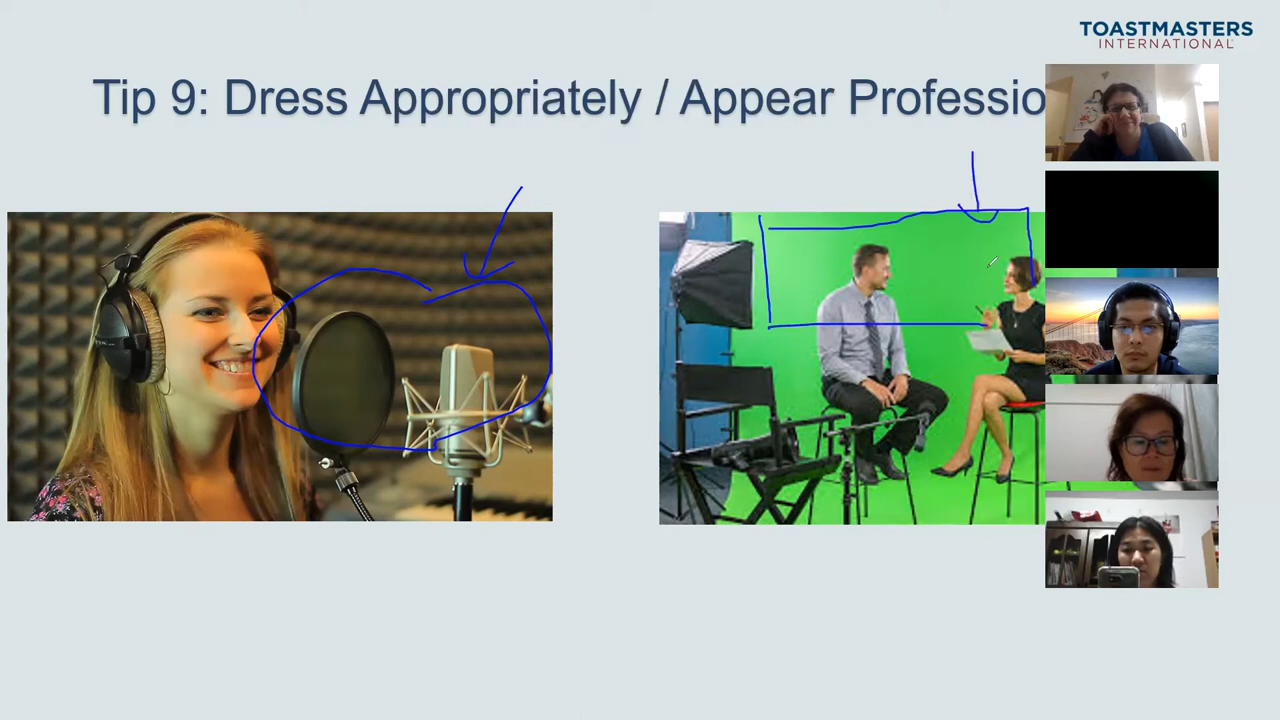 TOASTMASTERS
INTERNATIONAL
Tip 9: Dress Appropriately / Appear Professio